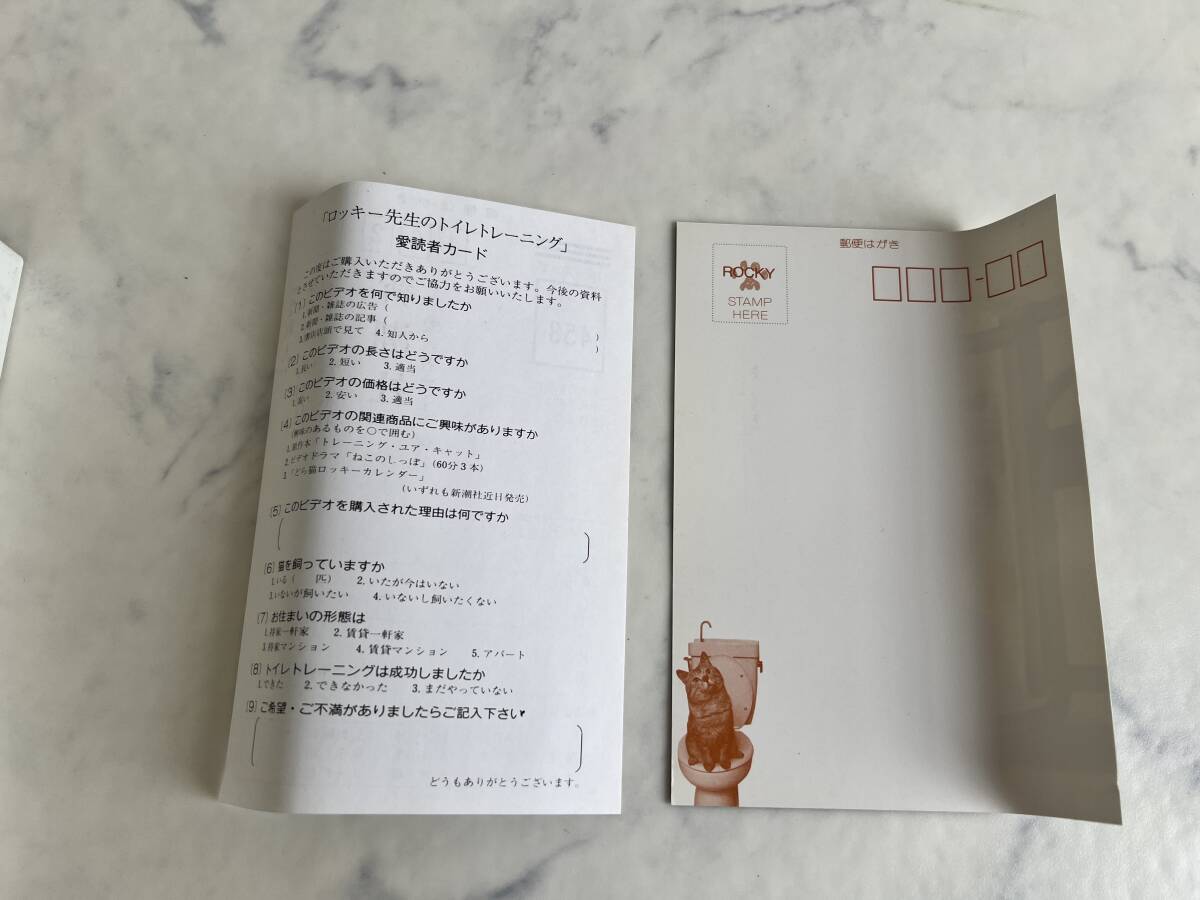 「ロッキー先生のトイレトレーニング」
愛読者カード
この度はご購入いただきありがとうございます。今後の資料
とさせていただきますのでご協力をお願いいたします。
(1) このビデオを何で知りましたか
1.新聞・雑誌の広告 (          )
2.新聞・雑誌の記事 (          )
3.書店店頭で見て 4.知人から
(2) このビデオの長さはどうですか
1.長い 2.短い 3.適当
(3) このビデオの価格はどうですか
1.高い 2.安い 3.適当
(4) このビデオの関連商品にご興味がありますか
(興味のあるものを○で囲む)
1.原作本「トレーニング・ユア・キャット」
2.ビデオドラマ「ねこのしっぽ」(60分3本)
3.「どら猫ロッキーカレンダー」
(いずれも新潮社近日発売)
(5) このビデオを購入された理由は何ですか
(6) 猫を飼っていますか
1.いる ( 匹) 2.いたが今はいない
3.いないが飼いたい 4.いないし飼いたくない
(7) お住まいの形態は
1.持家一軒家 2.賃貸一軒家
3.持家マンション 4.賃貸マンション 5.アパート
(8) トイレトレーニングは成功しましたか
1.できた 2.できなかった 3.まだやっていない
(9) ご希望・ご不満がありましたらご記入下さい
どうもありがとうございます。
郵便はがき
ROCKY
STAMP
HERE